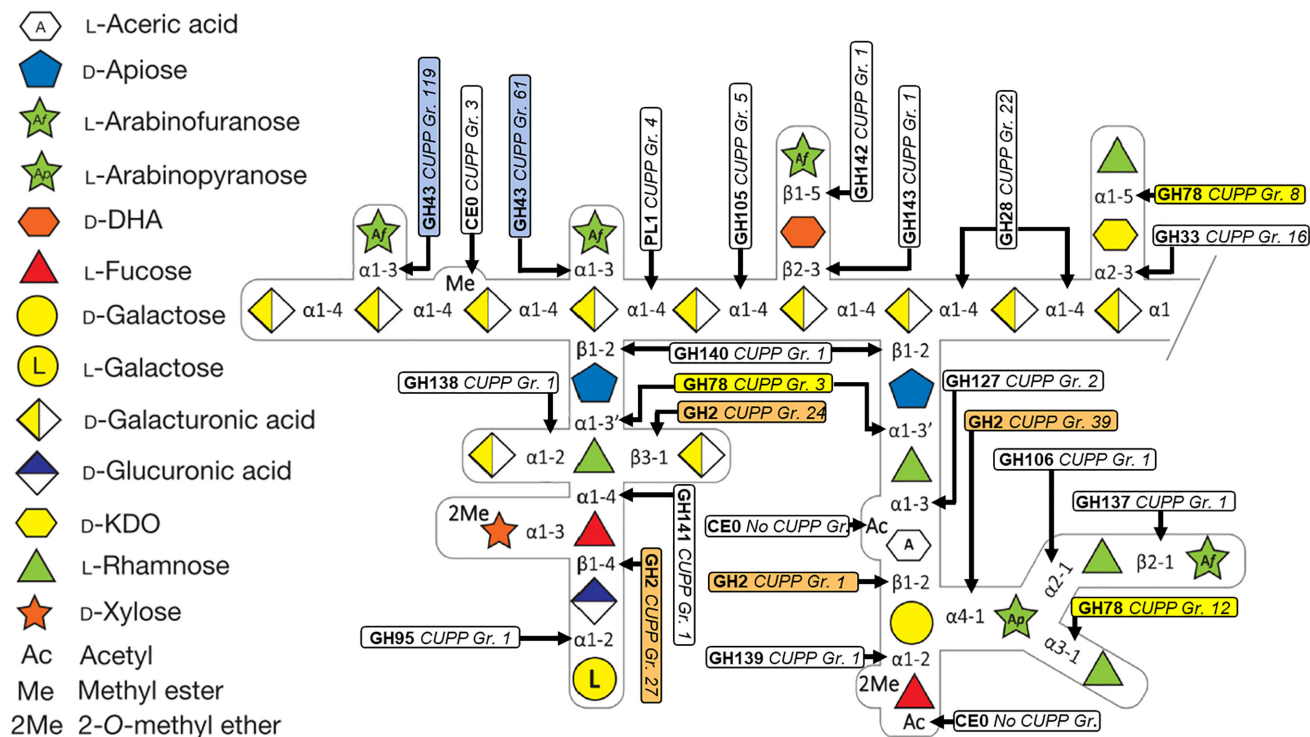 A L-Aceric acid
D-Apiose
Af L-Arabinofuranose
Ap L-Arabinopyranose
D-DHA
L-Fucose
D-Galactose
L L-Galactose
D-Galacturonic acid
D-Glucuronic acid
D-KDO
L-Rhamnose
D-Xylose
Ac Acetyl
Me Methyl ester
2Me 2-O-methyl ether
GH43 CUPP Gr. 119
CE0 CUPP Gr. 3
GH43 CUPP Gr. 61
PL1 CUPP Gr. 4
GH105 CUPP Gr. 5
GH142 CUPP Gr. 1
GH143 CUPP Gr. 1
GH28 CUPP Gr. 22
GH78 CUPP Gr. 8
GH33 CUPP Gr. 16
Af
Af
Af
β1-5
α1-5
α1-3
Me
α1-3
β2-3
α2-3
α1-4
α1-4
α1-4
α1-4
α1-4
α1-4
α1-4
α1-4
α1
β1-2
GH140 CUPP Gr. 1
β1-2
GH138 CUPP Gr. 1
GH78 CUPP Gr. 3
GH127 CUPP Gr. 2
α1-3'
GH2 CUPP Gr. 24
α1-3'
GH2 CUPP Gr. 39
α1-2
β3-1
GH106 CUPP Gr. 1
α1-4
GH141 CUPP Gr. 1
α1-3
GH137 CUPP Gr. 1
2Me
α1-3
CE0 No CUPP Gr.
Ac
A
β1-4
GH2 CUPP Gr. 27
GH2 CUPP Gr. 1
β1-2
α2-1
β2-1
Af
α4-1
Ap
GH78 CUPP Gr. 12
α3-1
GH95 CUPP Gr. 1
α1-2
L
GH139 CUPP Gr. 1
α1-2
2Me
Ac
CE0 No CUPP Gr.